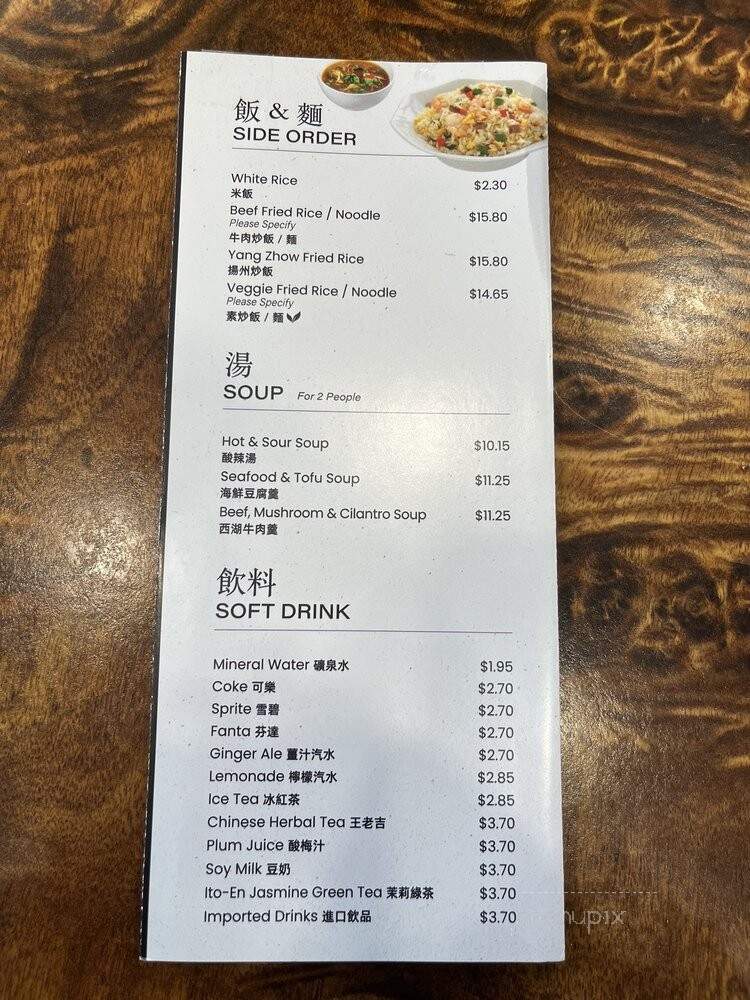 飯 & 麵
SIDE ORDER
White Rice $2.30
米飯
Beef Fried Rice / Noodle $15.80
Please Specify
牛肉炒飯 / 麵
Yang Zhow Fried Rice $15.80
揚州炒飯
Veggie Fried Rice / Noodle $14.65
Please Specify
素炒飯 / 麵
湯
SOUP For 2 People
Hot & Sour Soup $10.15
酸辣湯
Seafood & Tofu Soup $11.25
海鮮豆腐羹
Beef, Mushroom & Cilantro Soup $11.25
西湖牛肉羹
飲料
SOFT DRINK
Mineral Water 礦泉水 $1.95
Coke 可樂 $2.70
Sprite 雪碧 $2.70
Fanta 芬達 $2.70
Ginger Ale 薑汁汽水 $2.70
Lemonade 檸檬汽水 $2.85
Ice Tea 冰紅茶 $2.85
Chinese Herbal Tea 王老吉 $3.70
Plum Juice 酸梅汁 $3.70
Soy Milk 豆奶 $3.70
Ito-En Jasmine Green Tea 茉莉綠茶 $3.70
Imported Drinks 進口飲品 $3.70